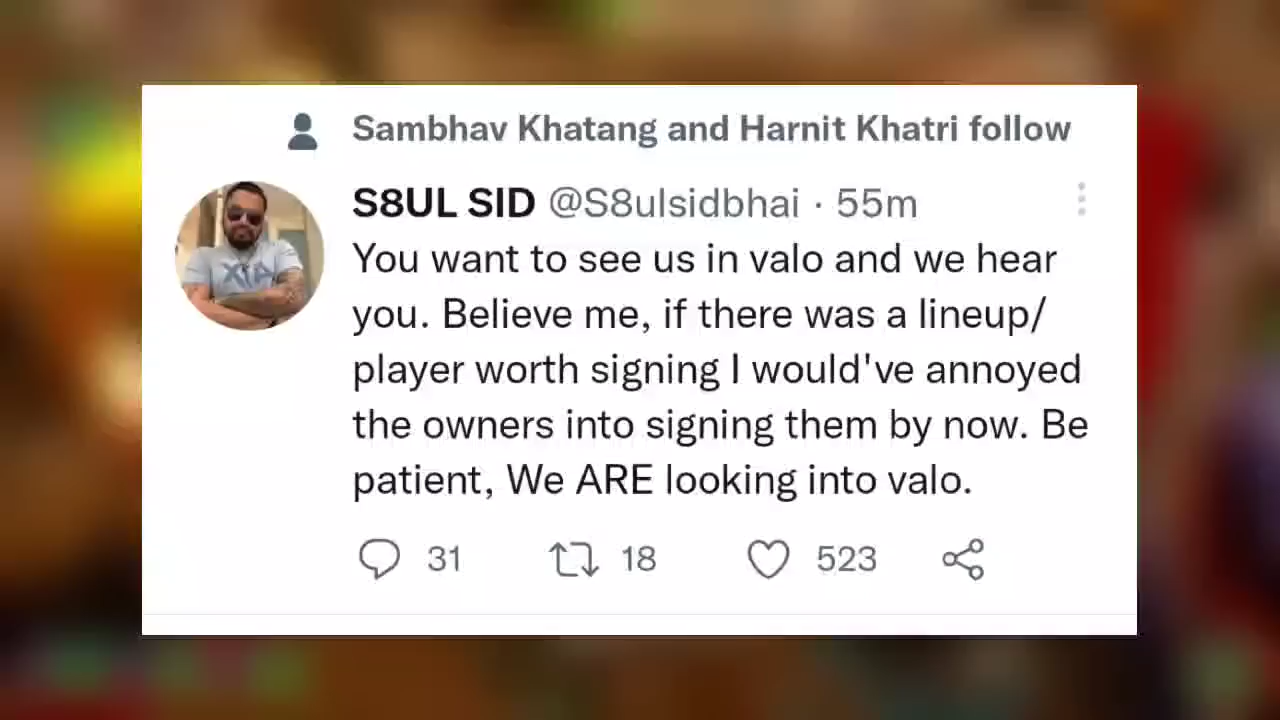 Sambhav Khatang and Harnit Khatri follow
S8UL SID @S8ulsidbhai · 55m
You want to see us in valo and we hear
you. Believe me, if there was a lineup/
player worth signing I would've annoyed
the owners into signing them by now. Be
patient, We ARE looking into valo.
31 18 523